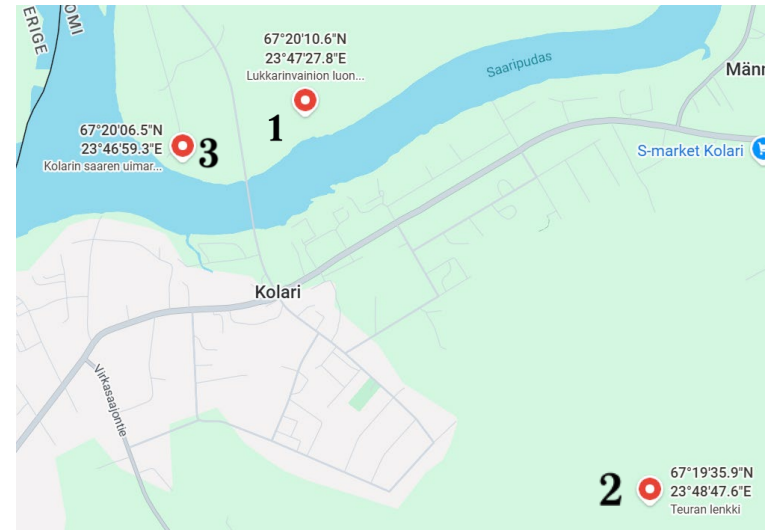 ERIGE
OMI
67°20'10.6"N
23°47'27.8"E
Lukkarinvainion luon...
1
Saaripudas
Männ
67°20'06.5"N
23°46'59.3"E
Kolarin saaren uimar...
3
S-market Kolari
Kolari
Virkasaajontie
2
67°19'35.9"N
23°48'47.6"E
Teuran lenkki